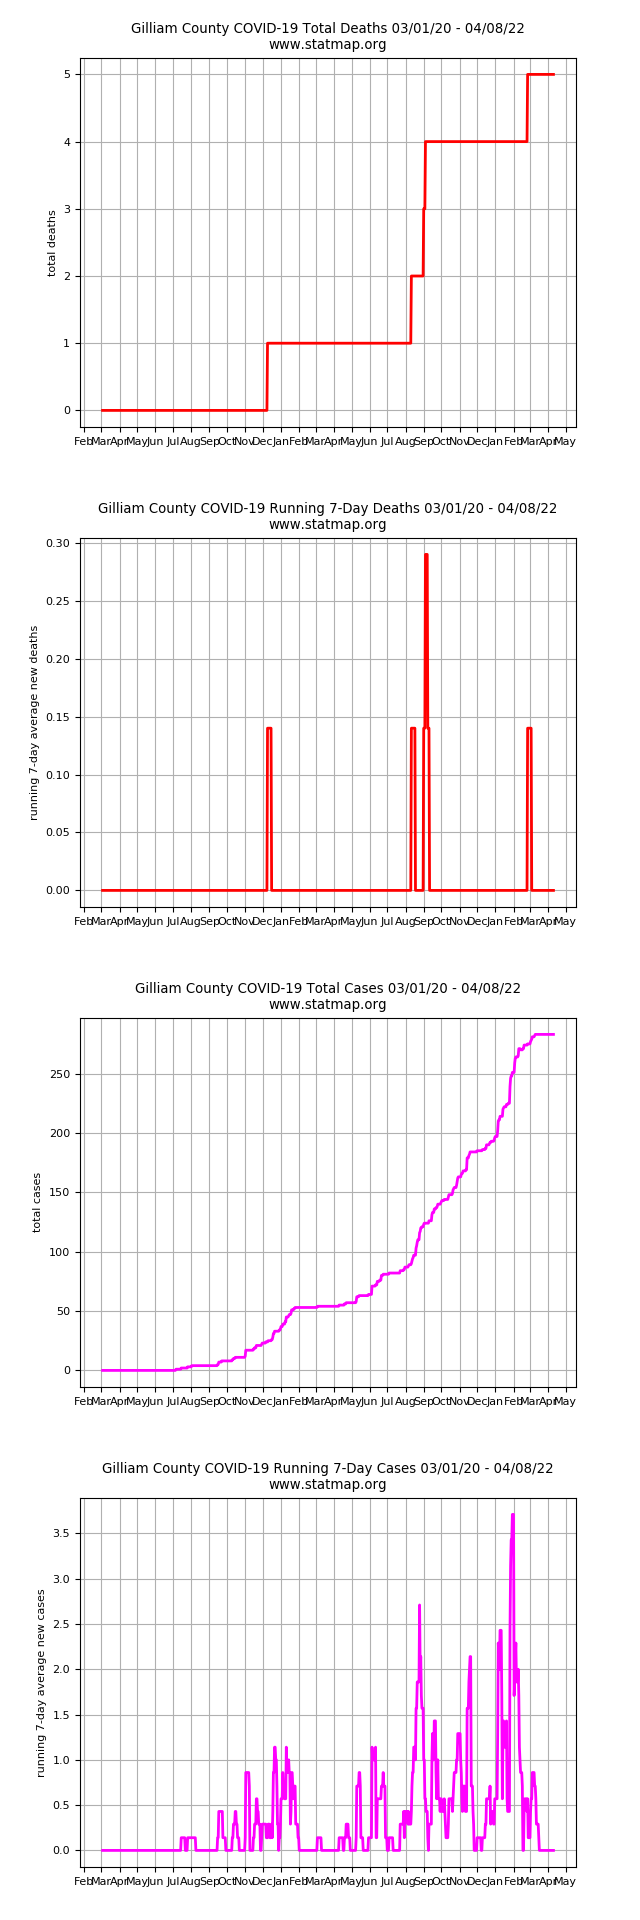 Gilliam County COVID-19 Total Deaths 03/01/20 - 04/08/22
www.statmap.org
5
4
3
2
1
0
total deaths
Feb Mar Apr May Jun Jul Aug Sep Oct Nov Dec Jan Feb Mar Apr May Jun Jul Aug Sep Oct Nov Dec Jan Feb Mar Apr May
Gilliam County COVID-19 Running 7-Day Deaths 03/01/20 - 04/08/22
www.statmap.org
0.30
0.25
0.20
0.15
0.10
0.05
0.00
running 7-day average new deaths
Feb Mar Apr May Jun Jul Aug Sep Oct Nov Dec Jan Feb Mar Apr May Jun Jul Aug Sep Oct Nov Dec Jan Feb Mar Apr May
Gilliam County COVID-19 Total Cases 03/01/20 - 04/08/22
www.statmap.org
250
200
150
100
50
0
total cases
Feb Mar Apr May Jun Jul Aug Sep Oct Nov Dec Jan Feb Mar Apr May Jun Jul Aug Sep Oct Nov Dec Jan Feb Mar Apr May
Gilliam County COVID-19 Running 7-Day Cases 03/01/20 - 04/08/22
www.statmap.org
3.5
3.0
2.5
2.0
1.5
1.0
0.5
0.0
running 7-day average new cases
Feb Mar Apr May Jun Jul Aug Sep Oct Nov Dec Jan Feb Mar Apr May Jun Jul Aug Sep Oct Nov Dec Jan Feb Mar Apr May